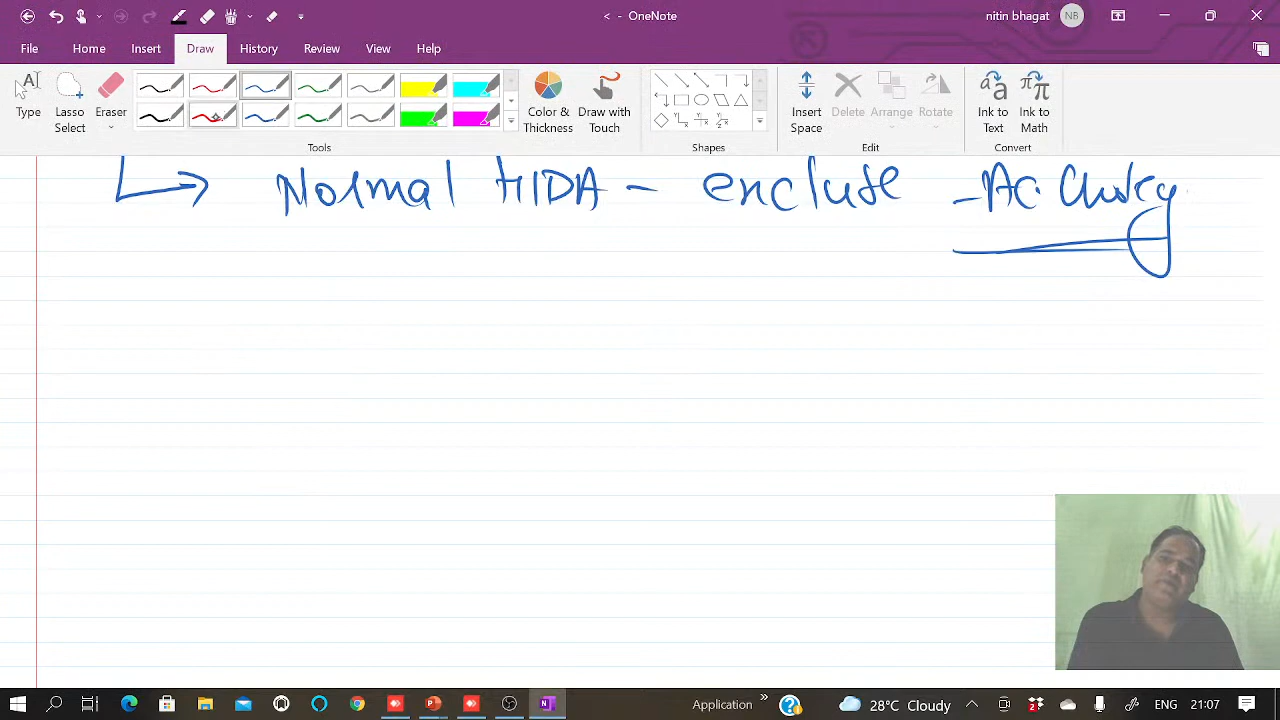 < - OneNote
nitin bhagat
NB
File Home Insert Draw History Review View Help
Type
Lasso Select
Eraser
Color & Thickness
Draw with Touch
Insert Space
Delete
Arrange
Rotate
Ink to Text
Ink to Math
Tools
Shapes
Edit
Convert
Normal HIDA - encluse - Ac.
Application
28°C Cloudy
ENG
21:07